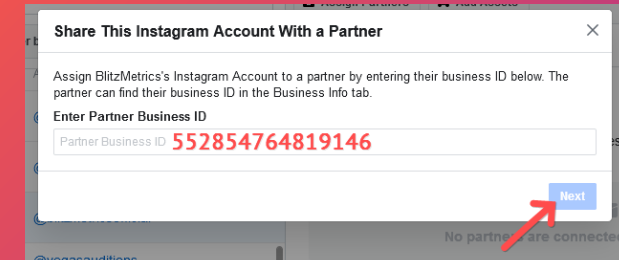 Assign Partners
Add Assets
Share This Instagram Account With a Partner
Assign BlitzMetrics's Instagram Account to a partner by entering their business ID below. The
partner can find their business ID in the Business Info tab.
Enter Partner Business ID
Partner Business ID 552854764819146
Next
No partners are connected
@vegasauditions